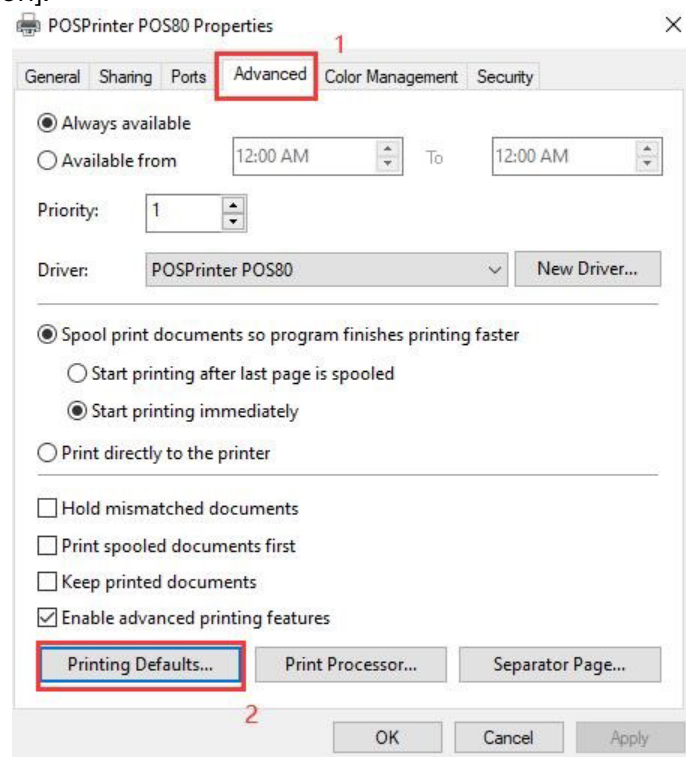 POSPrinter POS80 Properties
1
General Sharing Ports Advanced Color Management Security
Always available
Available from 12:00 AM To 12:00 AM
Priority: 1
Driver: POSPrinter POS80 New Driver...
Spool print documents so program finishes printing faster
Start printing after last page is spooled
Start printing immediately
Print directly to the printer
Hold mismatched documents
Print spooled documents first
Keep printed documents
Enable advanced printing features
Printing Defaults... Print Processor... Separator Page...
2
OK Cancel Apply